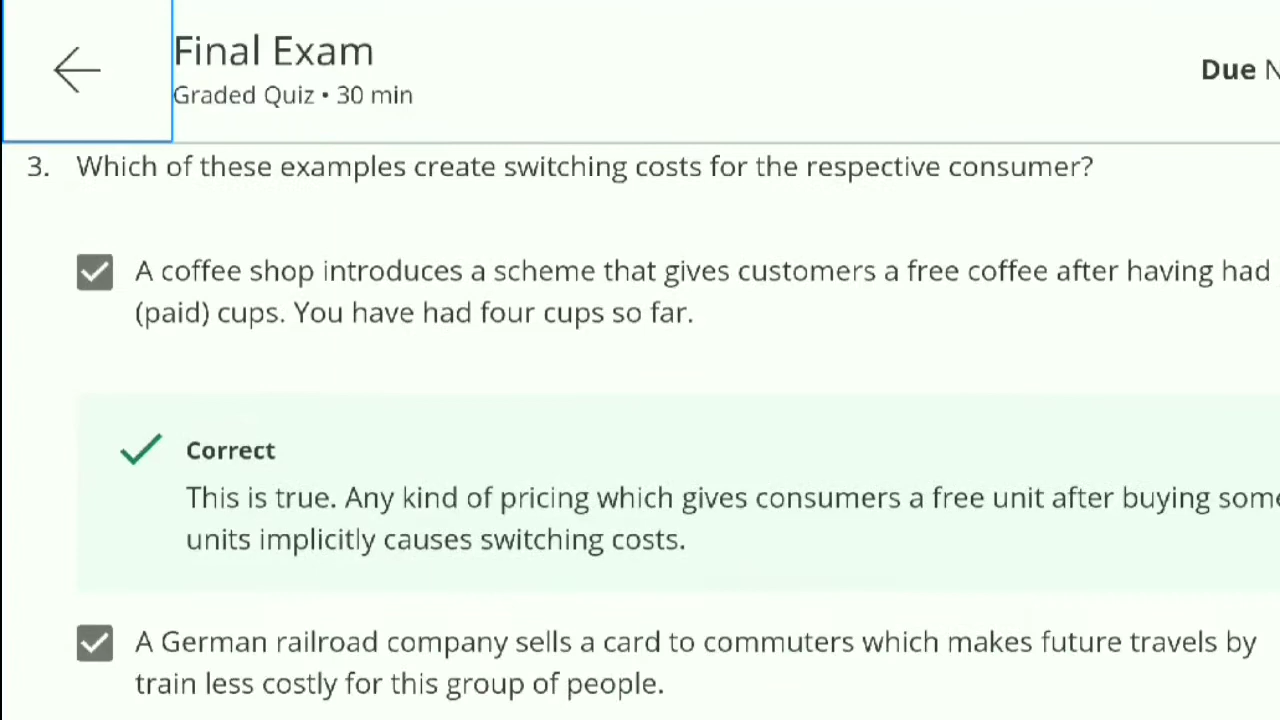 Final Exam
Graded Quiz • 30 min
Due
3. Which of these examples create switching costs for the respective consumer?
A coffee shop introduces a scheme that gives customers a free coffee after having had
(paid) cups. You have had four cups so far.
Correct
This is true. Any kind of pricing which gives consumers a free unit after buying
units implicitly causes switching costs.
A German railroad company sells a card to commuters which makes future travels by
train less costly for this group of people.